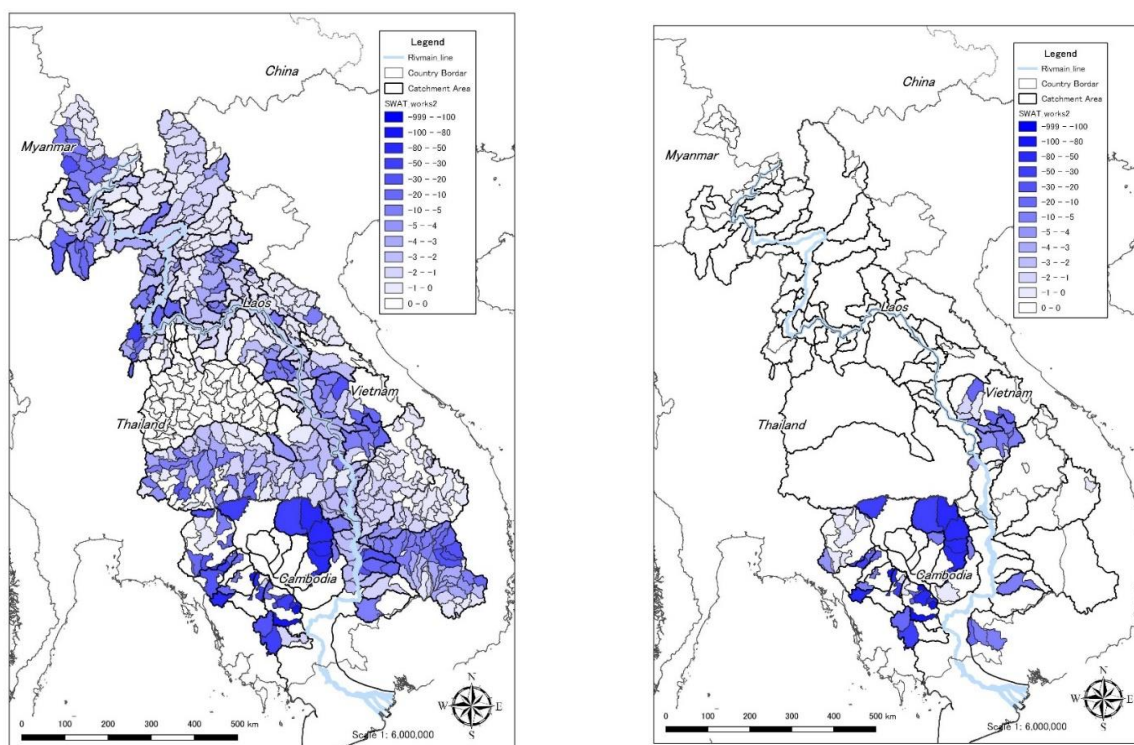 Legend
Rivmain_line
Country Bordar
Catchment Area
SWAT_works2
-999 - -100
-100 - -80
-80 - -50
-50 - -30
-30 - -20
-20 - -10
-10 - -5
-5 - -4
-4 - -3
-3 - -2
-2 - -1
-1 - 0
0 - 0
China
Myanmar
Laos
Vietnam
Thailand
Cambodia
N
W E
S
0 100 200 300 400 500 km
Scale 1: 6,000,000
Legend
Rivmain_line
Country Bordar
Catchment Area
SWAT_works2
-999 - -100
-100 - -80
-80 - -50
-50 - -30
-30 - -20
-20 - -10
-10 - -5
-5 - -4
-4 - -3
-3 - -2
-2 - -1
-1 - 0
0 - 0
China
Myanmar
Laos
Vietnam
Thailand
Cambodia
N
W E
S
0 100 200 300 400 500 km
Scale 1: 6,000,000